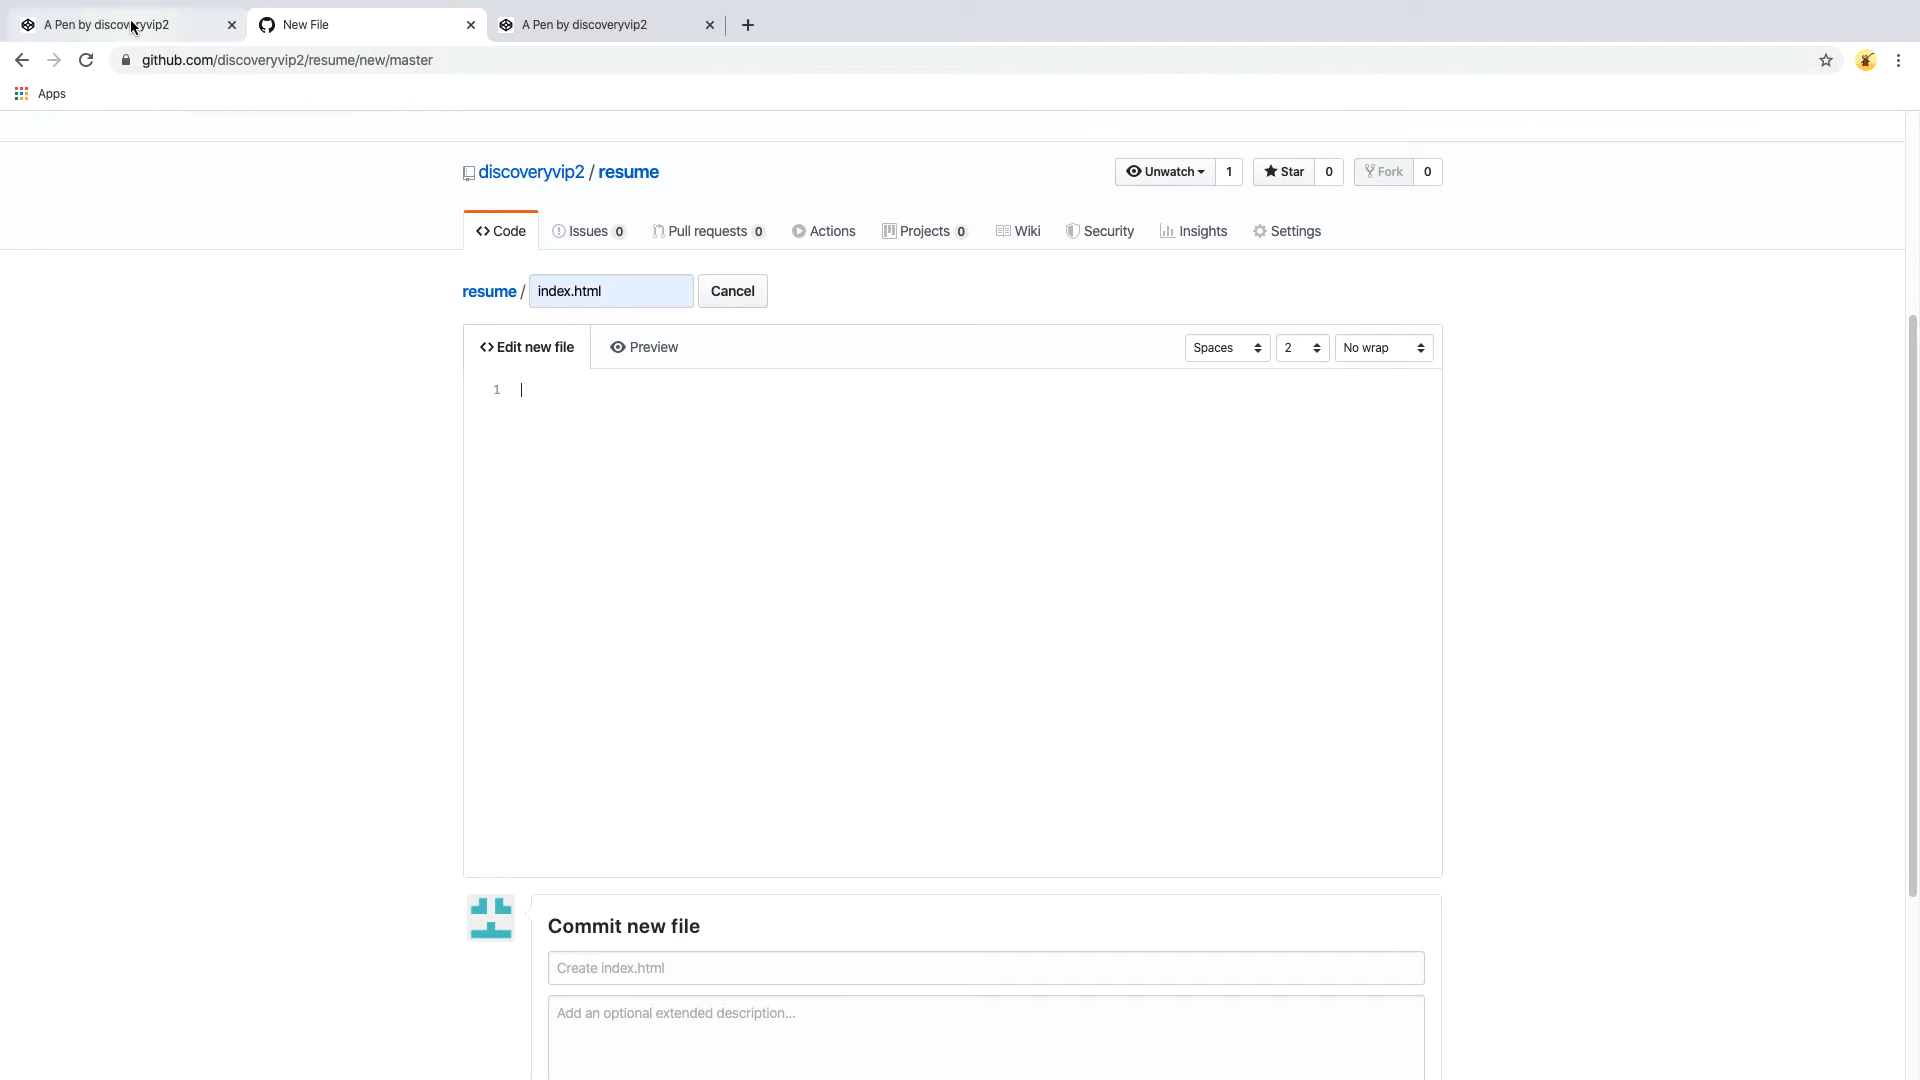 A Pen by discoveryvip2
New File
A Pen by discoveryvip2
github.com/discoveryvip2/resume/new/master
Apps
discoveryvip2 / resume
Unwatch 1
Star 0
Fork 0
<> Code
Issues 0
Pull requests 0
Actions
Projects 0
Wiki
Security
Insights
Settings
resume / index.html
Cancel
<> Edit new file
Preview
Spaces
2
No wrap
1
Commit new file
Create index.html
Add an optional extended description...